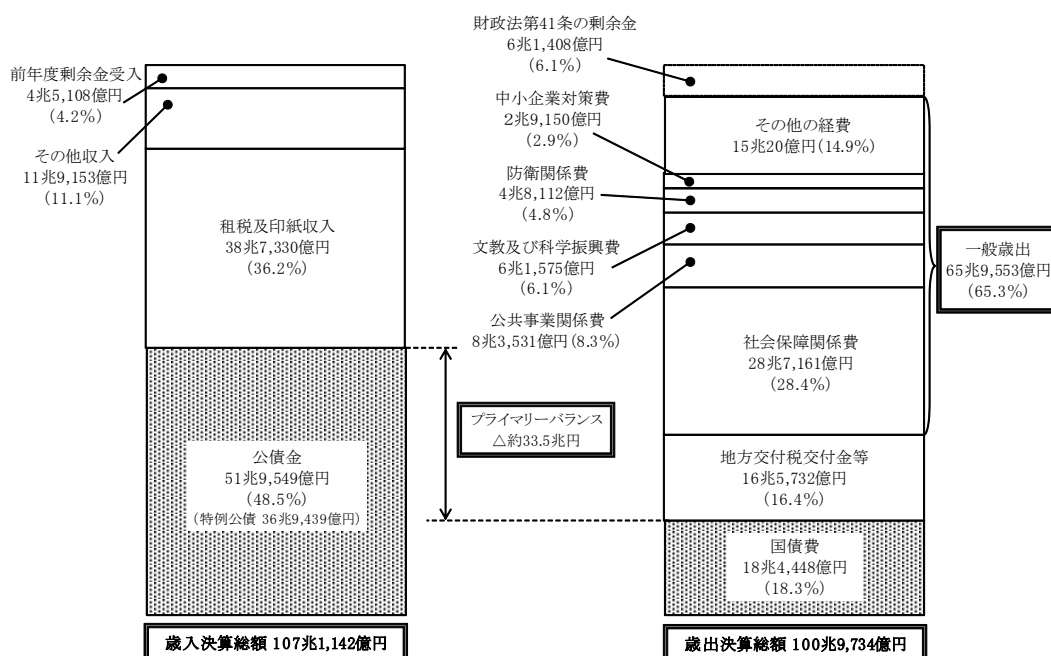 前年度剰余金受入
4兆5,108億円
(4.2%)
その他収入
11兆9,153億円
(11.1%)
租税及印紙収入
38兆7,330億円
(36.2%)
公債金
51兆9,549億円
(48.5%)
(特例公債 36兆9,439億円)
歳入決算総額 107兆1,142億円
プライマリーバランス
△約33.5兆円
財政法第41条の剰余金
6兆1,408億円
(6.1%)
中小企業対策費
2兆9,150億円
(2.9%)
防衛関係費
4兆8,112億円
(4.8%)
文教及び科学振興費
6兆1,575億円
(6.1%)
公共事業関係費
8兆3,531億円(8.3%)
その他の経費
15兆20億円(14.9%)
社会保障関係費
28兆7,161億円
(28.4%)
地方交付税交付金等
16兆5,732億円
(16.4%)
国債費
18兆4,448億円
(18.3%)
歳出決算総額 100兆9,734億円
一般歳出
65兆9,553億円
(65.3%)